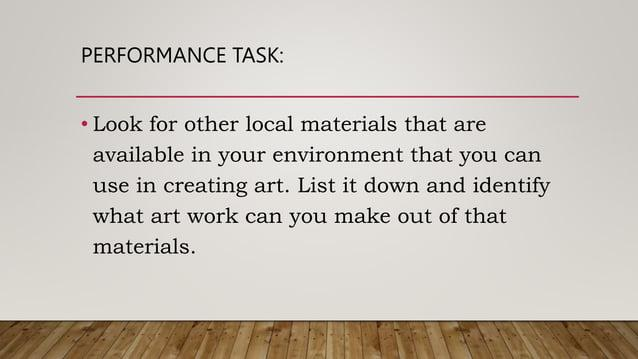 PERFORMANCE TASK:
• Look for other local materials that are
available in your environment that you can
use in creating art. List it down and identify
what art work can you make out of that
materials.